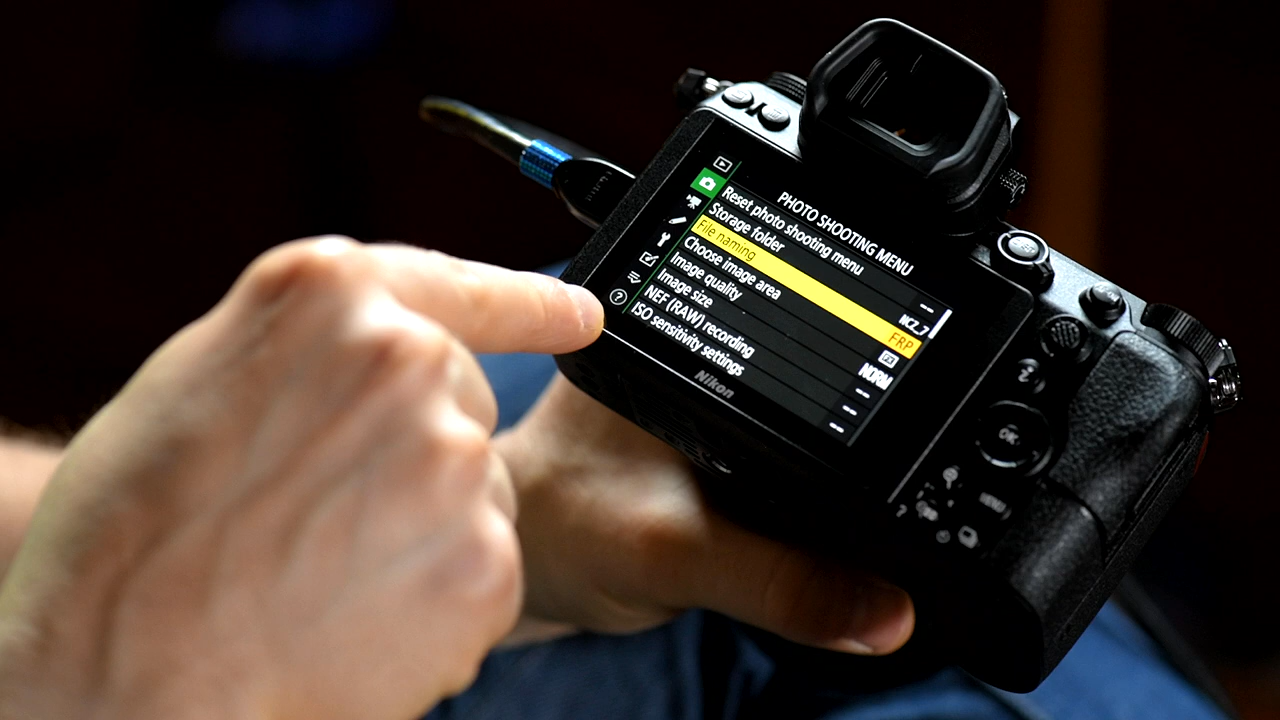 PHOTO SHOOTING MENU
Reset photo shooting menu --
Storage folder NCZ_7
File naming FRP
Choose image area
Image quality NORM
Image size --
NEF (RAW) recording --
ISO sensitivity settings --
Nikon
i
OK
MENU
?